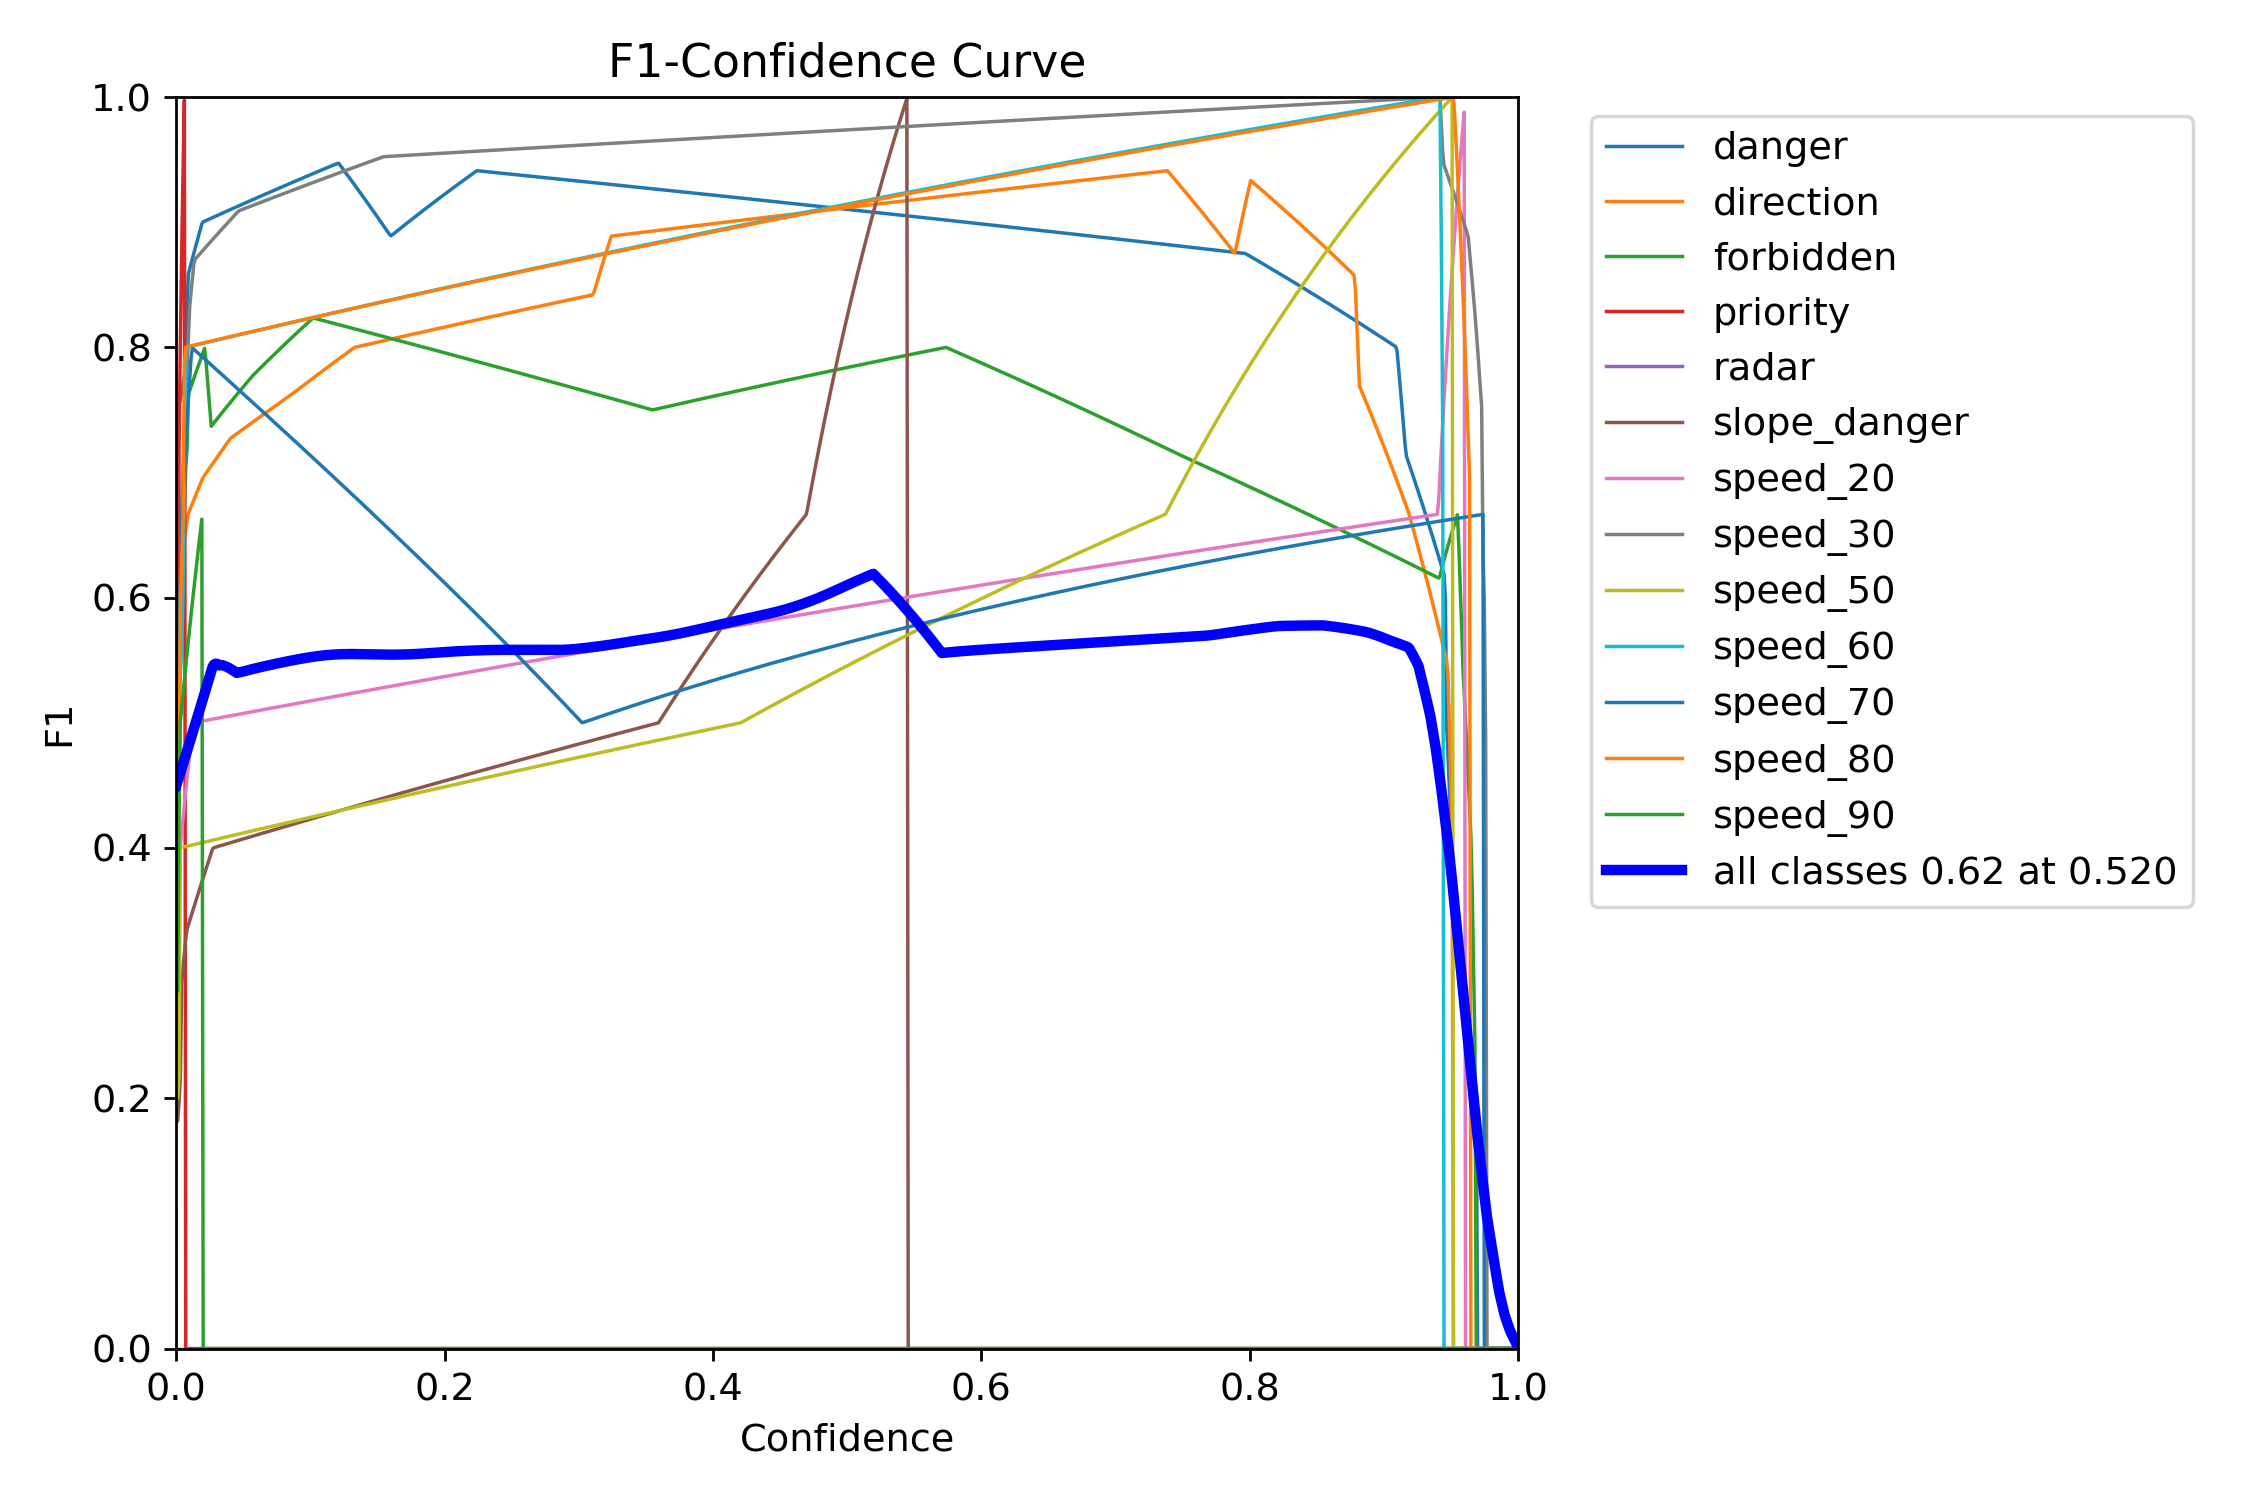 F1-Confidence Curve
1.0
0.8
0.6
0.4
0.2
0.0
F1
0.0 0.2 0.4 0.6 0.8 1.0
Confidence
danger
direction
forbidden
priority
radar
slope_danger
speed_20
speed_30
speed_50
speed_60
speed_70
speed_80
speed_90
all classes 0.62 at 0.520